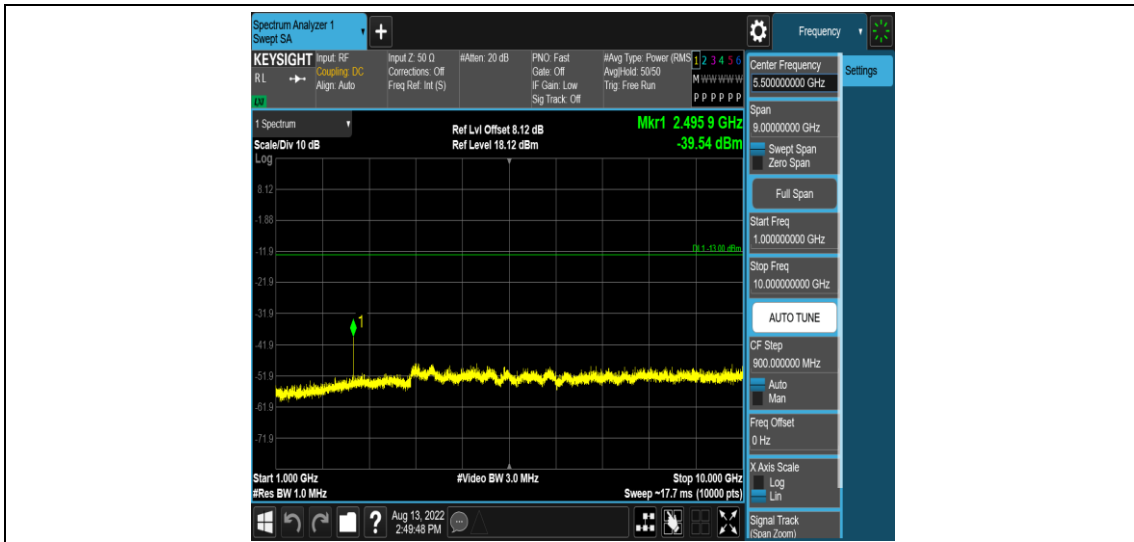 Spectrum Analyzer 1
Swept SA
+
Frequency
KEYSIGHT
RL
LM
Input: RF
Coupling: DC
Align: Auto
Input Z: 50 Ω
Corrections: Off
Freq Ref: Int (S)
#Atten: 20 dB
PNO: Fast
Gate: Off
IF Gain: Low
Sig Track: Off
#Avg Type: Power (RMS
Avg|Hold: 50/50
Trig: Free Run
1 2 3 4 5 6
M W W W W W
P P P P P P
Center Frequency
5.500000000 GHz
Settings
Span
9.00000000 GHz
Swept Span
Zero Span
Full Span
Start Freq
1.000000000 GHz
Stop Freq
10.000000000 GHz
AUTO TUNE
CF Step
900.000000 MHz
Auto
Man
Freq Offset
0 Hz
X Axis Scale
Log
Lin
Signal Track
(Span Zoom)
1 Spectrum
Scale/Div 10 dB
Ref Lvl Offset 8.12 dB
Ref Level 18.12 dBm
Mkr1 2.495 9 GHz
-39.54 dBm
Log
8.12
-1.88
-11.9
DL1 -13.00 dBm
-21.9
-31.9
1
-41.9
-51.9
-61.9
-71.9
Start 1.000 GHz
#Video BW 3.0 MHz
Stop 10.000 GHz
#Res BW 1.0 MHz
Sweep ~17.7 ms (10000 pts)
?
Aug 13, 2022
2:49:48 PM